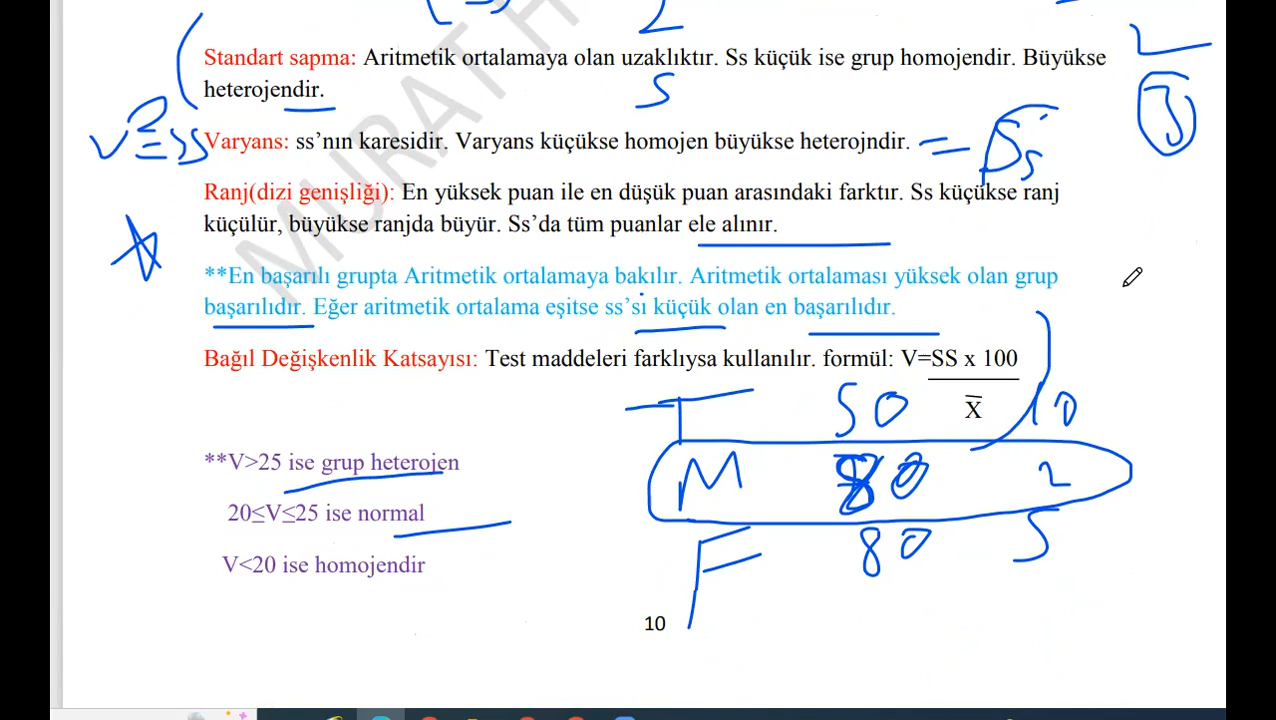 2
Standart sapma: Aritmetik ortalamaya olan uzaklıktır. Ss küçük ise grup homojendir. Büyükse
heterojendir.
S
V=SS
Varyans: ss’nın karesidir. Varyans küçükse homojen büyükse heterojndir.
= Ss
Ranj(dizi genişliği): En yüksek puan ile en düşük puan arasındaki farktır. Ss küçükse ranj
küçülür, büyükse ranjda büyür. Ss’da tüm puanlar ele alınır.
**En başarılı grupta Aritmetik ortalamaya bakılır. Aritmetik ortalaması yüksek olan grup
başarılıdır. Eğer aritmetik ortalama eşitse ss’si küçük olan en başarılıdır.
Bağıl Değişkenlik Katsayısı: Test maddeleri farklıysa kullanılır. formül: V=SS x 100
X̅
T 50 10
**V>25 ise grup heterojen
M 80 2
20≤V≤25 ise normal
F 80 5
V<20 ise homojendir
10
MURAT H